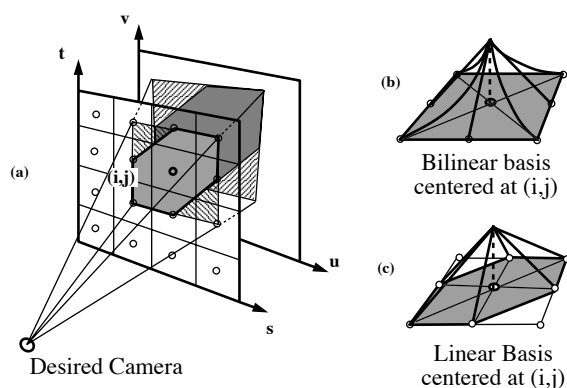 v
t
(a)
(i,j)
u
s
Desired Camera
(b)
Bilinear basis
centered at (i,j)
(c)
Linear Basis
centered at (i,j)